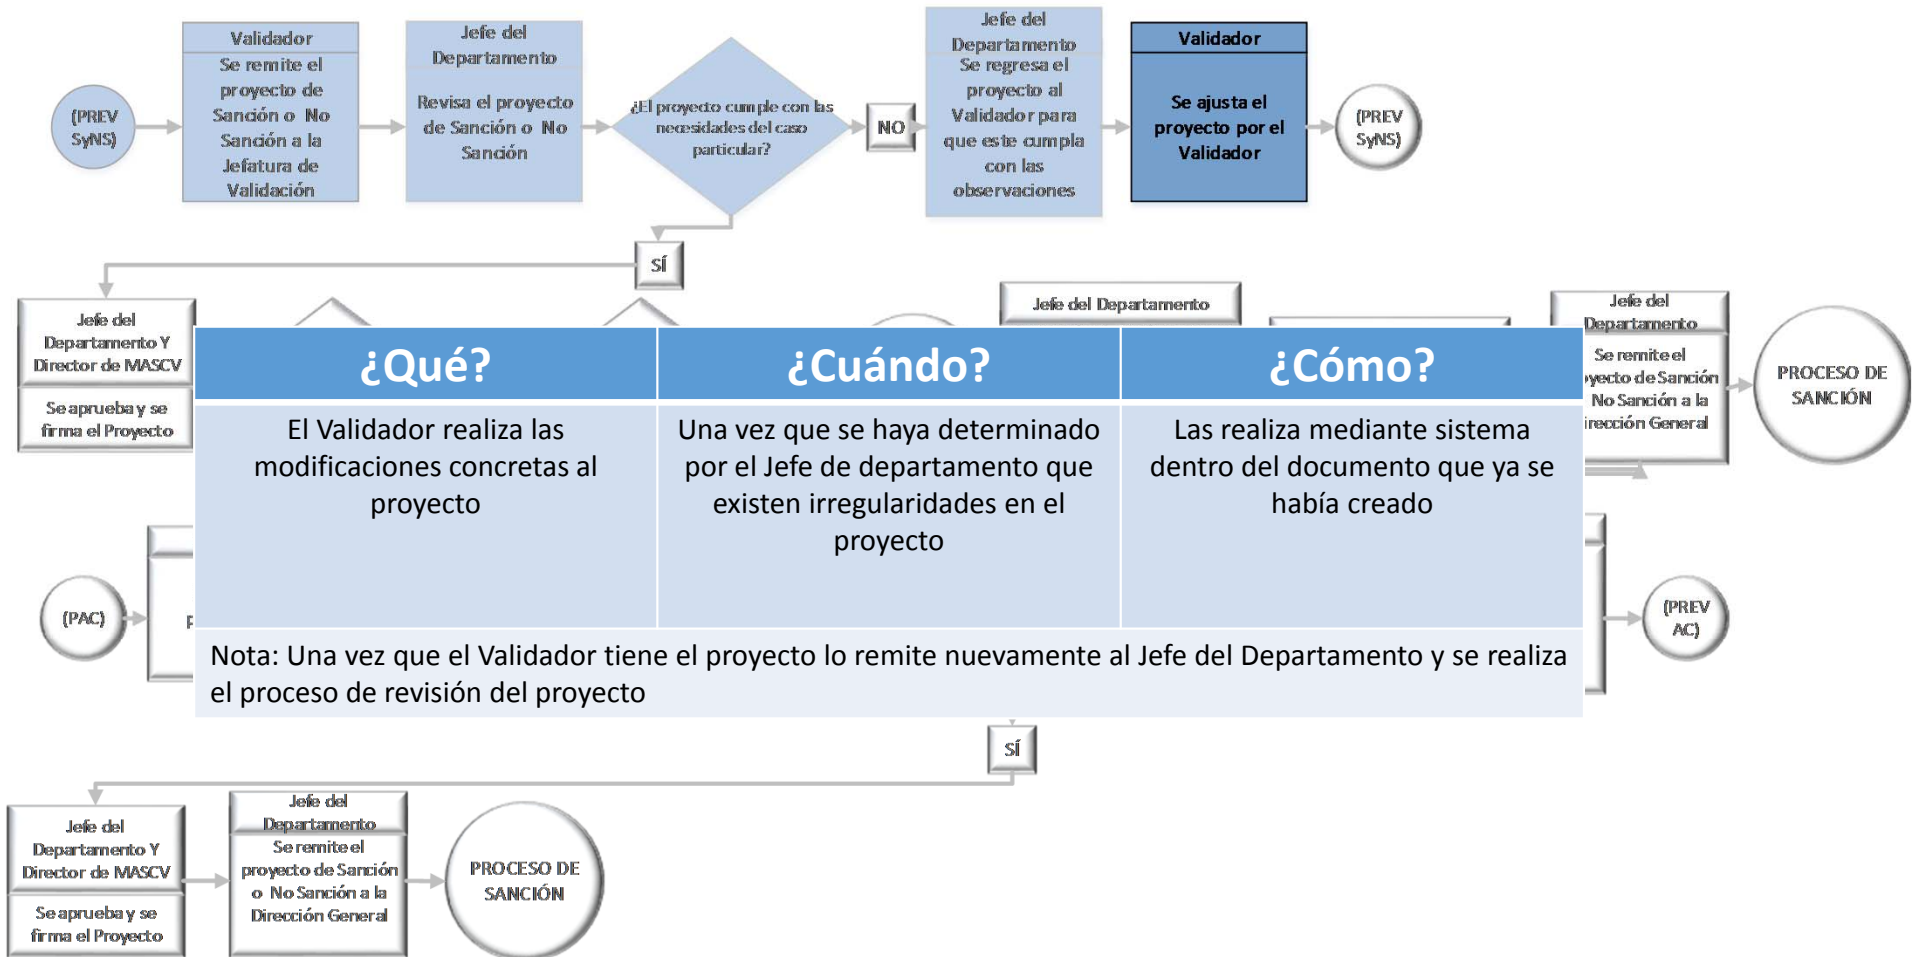 (PREV
SyNS)
Validador
Se remite el
proyecto de
Sanción o No
Sanción a la
Jefatura de
Validación
Jefe del
Departamento
Revisa el proyecto
de Sanción o No
Sanción
¿El proyecto cumple con las
necesidades del caso
particular?
NO
Jefe del
Departamento
Se regresa el
proyecto al
Validador para
que este cumpla
con las
observaciones
Validador
Se ajusta el
proyecto por el
Validador
(PREV
SyNS)
SÍ
Jefe del
Departamento Y
Director de MASCV
Se aprueba y se
firma el Proyecto
Jefe del Departamento
Jefe del
Departamento
Se remite el
yecto de Sanción
No Sanción a la
irección General
PROCESO DE
SANCIÓN
¿Qué?
¿Cuándo?
¿Cómo?
El Validador realiza las
modificaciones concretas al
proyecto
Una vez que se haya determinado
por el Jefe de departamento que
existen irregularidades en el
proyecto
Las realiza mediante sistema
dentro del documento que ya se
había creado
Nota: Una vez que el Validador tiene el proyecto lo remite nuevamente al Jefe del Departamento y se realiza
el proceso de revisión del proyecto
(PAC)
(PREV
AC)
SÍ
Jefe del
Departamento Y
Director de MASCV
Se aprueba y se
firma el Proyecto
Jefe del
Departamento
Se remite el
proyecto de Sanción
o No Sanción a la
Dirección General
PROCESO DE
SANCIÓN